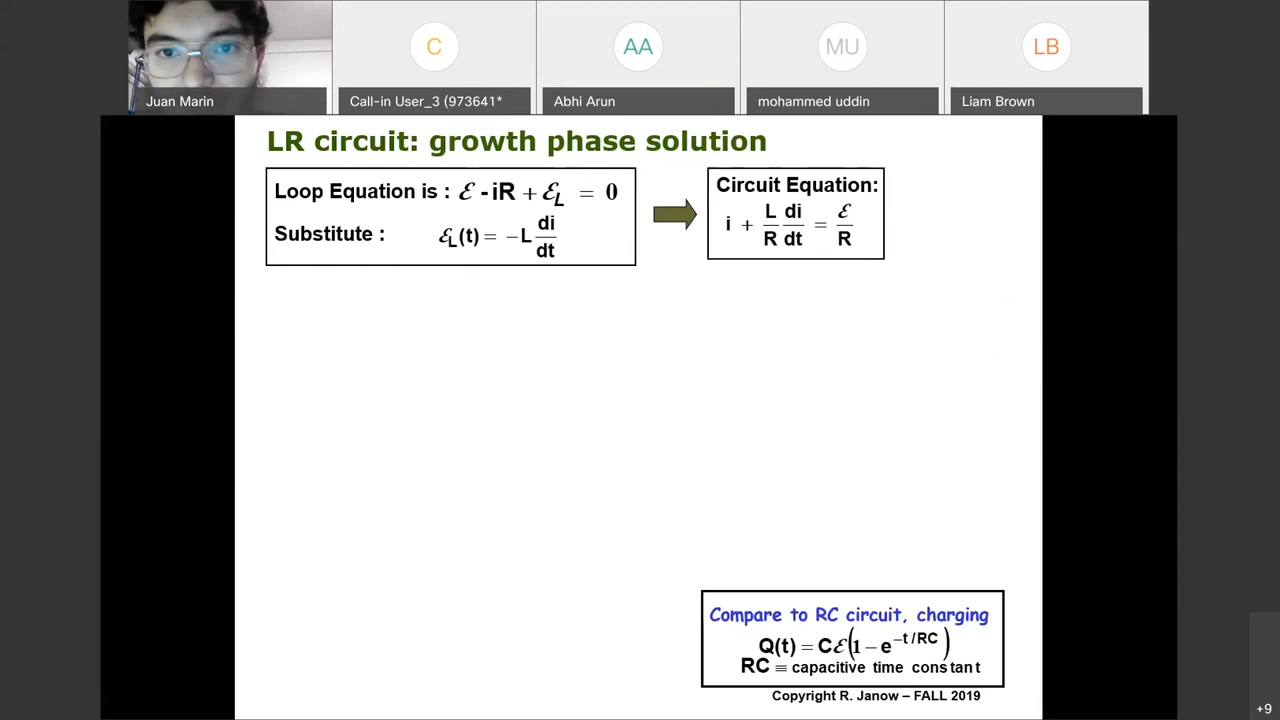 C
AA
MU
LB
Juan Marin
Call-in User_3 (973641*
Abhi Arun
mohammed uddin
Liam Brown
LR circuit: growth phase solution
Loop Equation is : ℰ - iR + ℰL = 0
Substitute : ℰL(t) = −L di/dt
Circuit Equation:
i + L/R di/dt = ℰ/R
Compare to RC circuit, charging
Q(t) = Cℰ(1 − e^−t/RC)
RC ≡ capacitive time constant
Copyright R. Janow – FALL 2019
+9